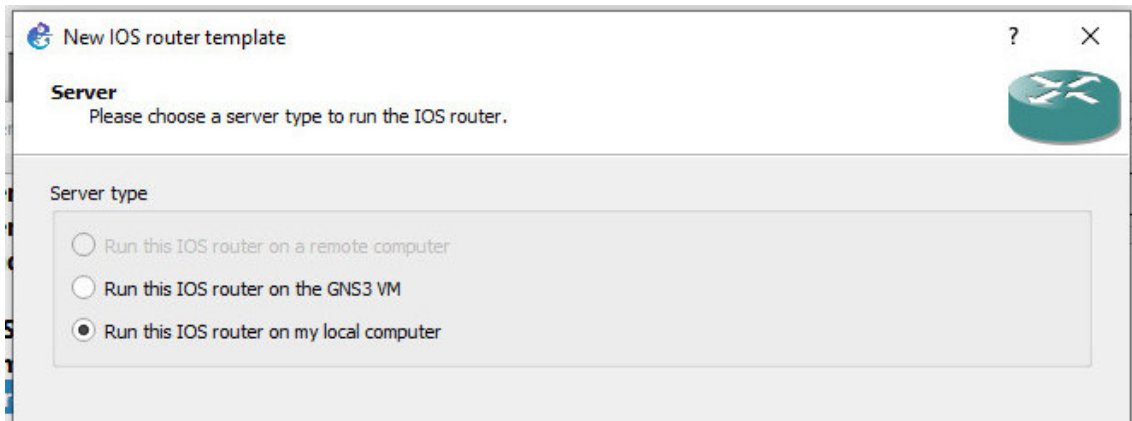 New IOS router template
?
Server
Please choose a server type to run the IOS router.
Server type
Run this IOS router on a remote computer
Run this IOS router on the GNS3 VM
Run this IOS router on my local computer